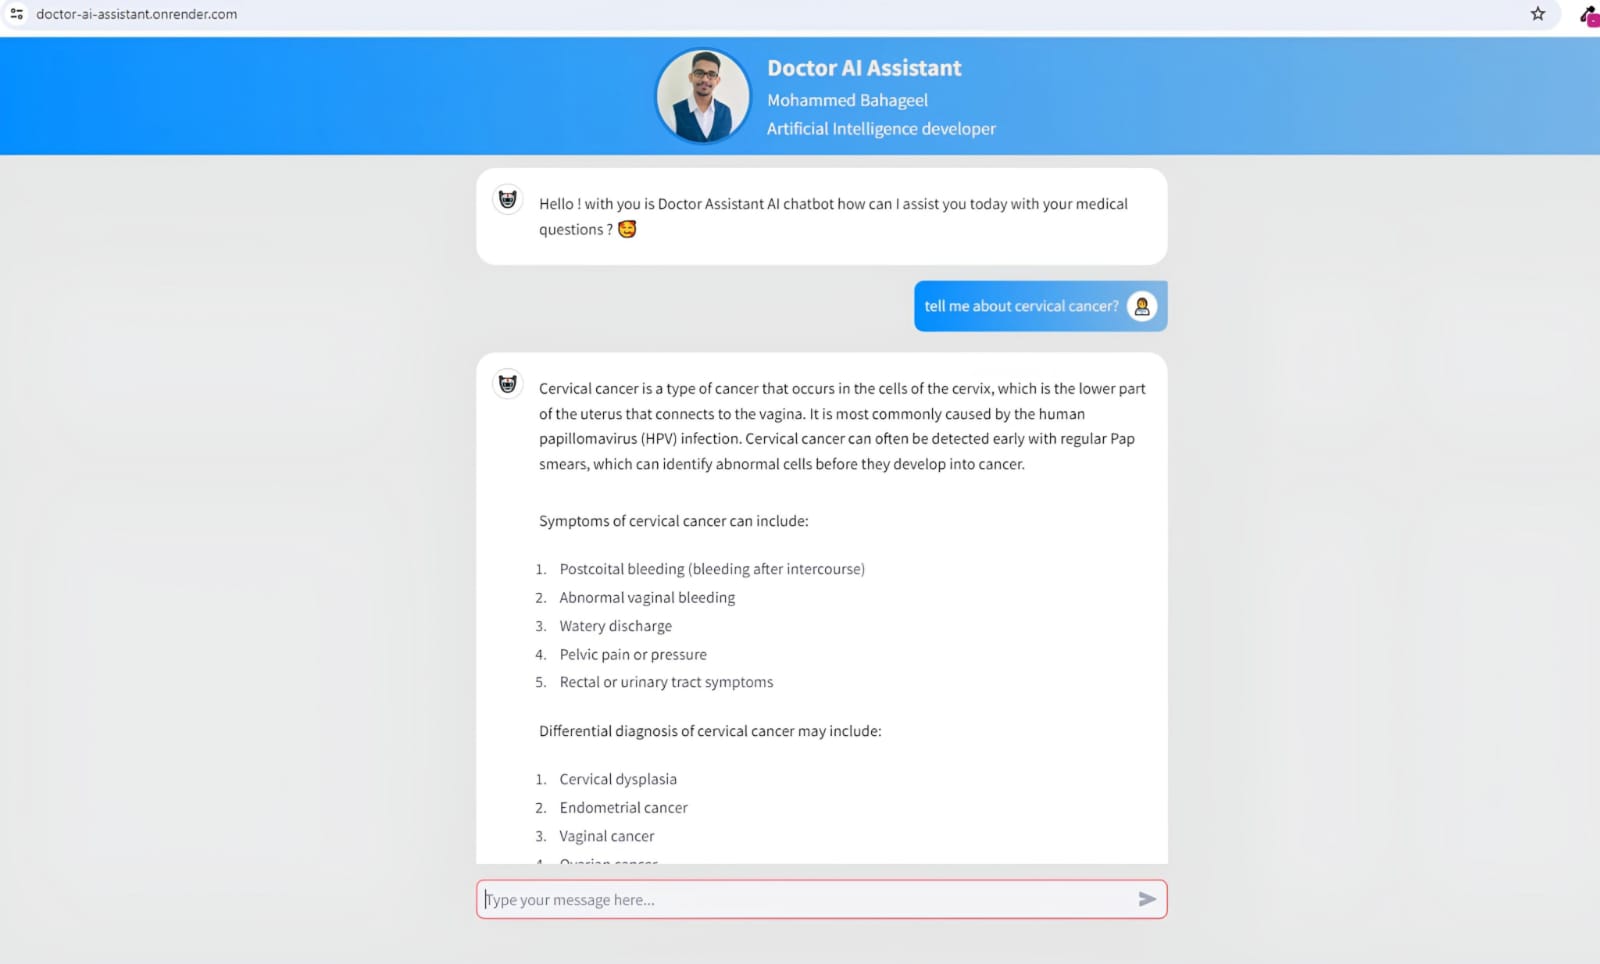 doctor-ai-assistant.onrender.com
Doctor AI Assistant
Mohammed Bahageel
Artificial Intelligence developer
Hello ! with you is Doctor Assistant AI chatbot how can I assist you today with your medical
questions ? 🥰
tell me about cervical cancer?
Cervical cancer is a type of cancer that occurs in the cells of the cervix, which is the lower part
of the uterus that connects to the vagina. It is most commonly caused by the human
papillomavirus (HPV) infection. Cervical cancer can often be detected early with regular Pap
smears, which can identify abnormal cells before they develop into cancer.
Symptoms of cervical cancer can include:
1. Postcoital bleeding (bleeding after intercourse)
2. Abnormal vaginal bleeding
3. Watery discharge
4. Pelvic pain or pressure
5. Rectal or urinary tract symptoms
Differential diagnosis of cervical cancer may include:
1. Cervical dysplasia
2. Endometrial cancer
3. Vaginal cancer
4. Ovarian cancer
Type your message here...